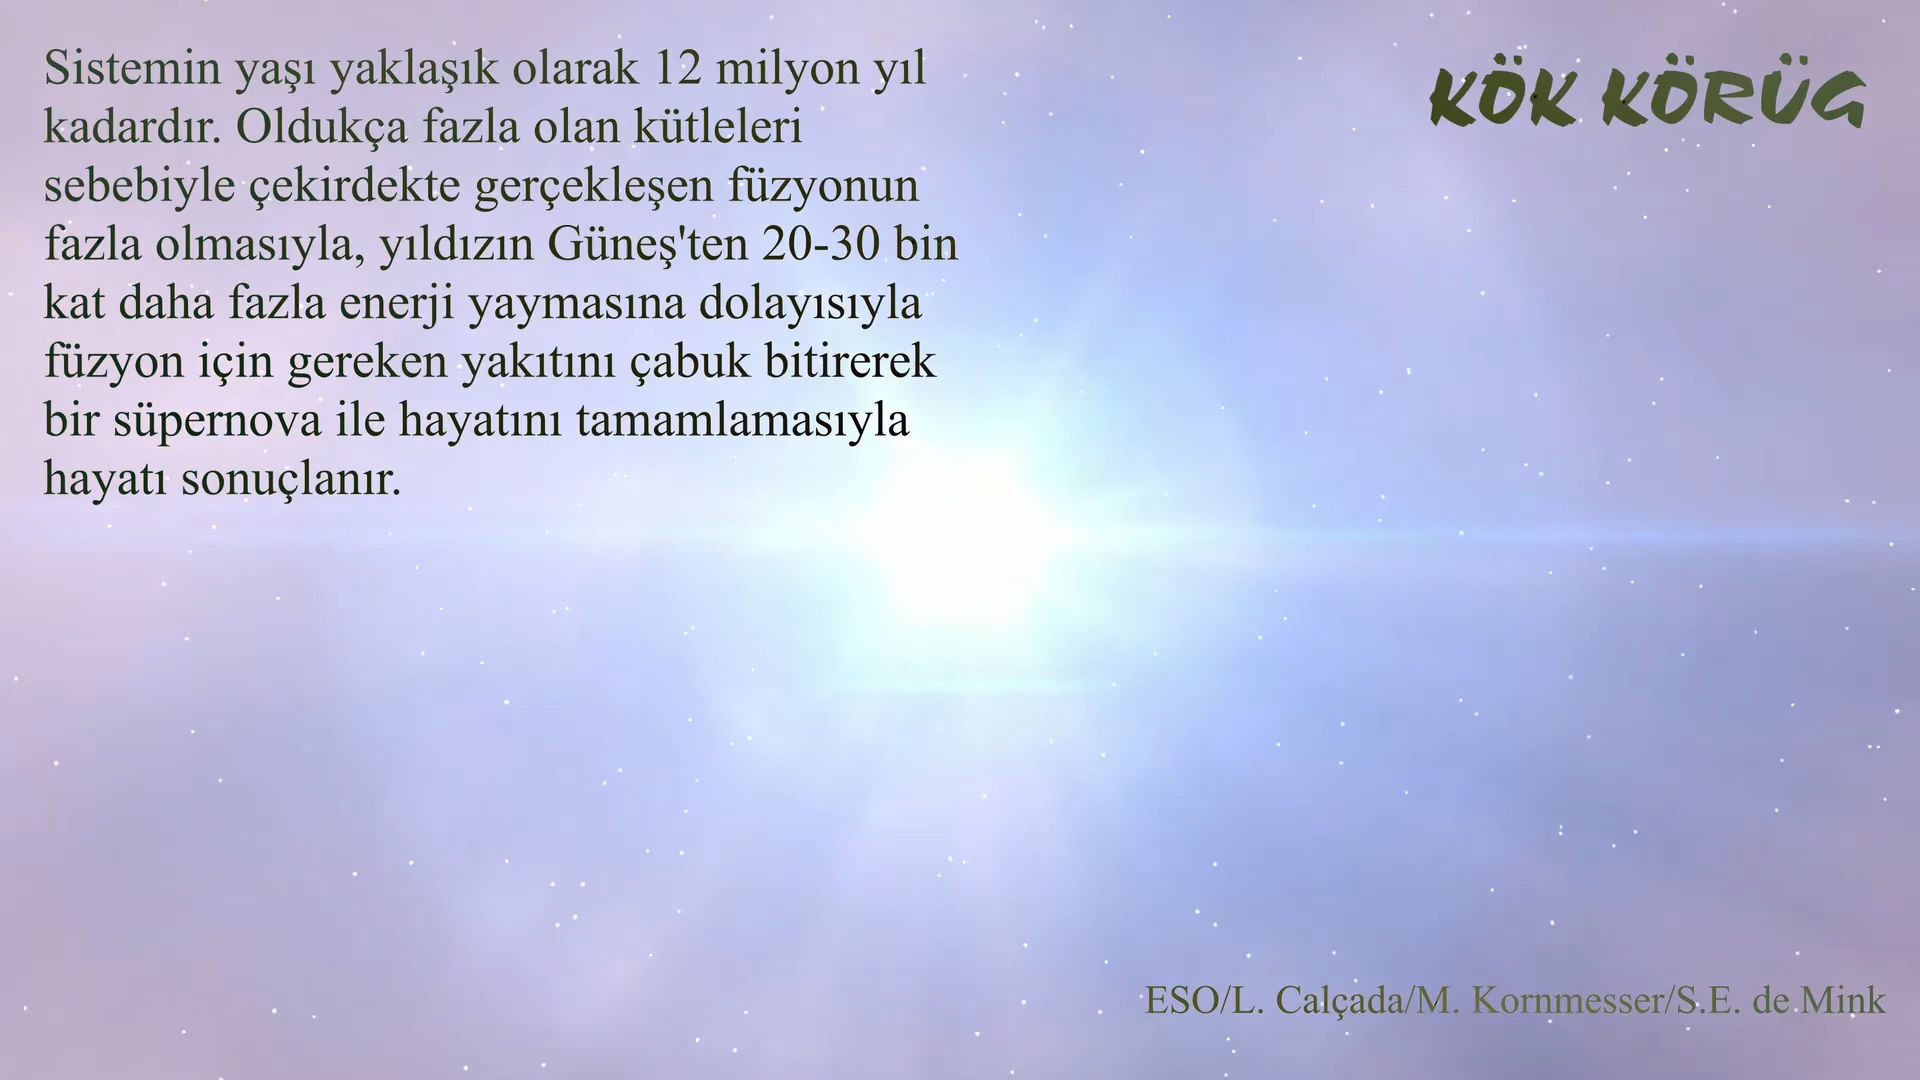 Sistemin yaşı yaklaşık olarak 12 milyon yıl
kadardır. Oldukça fazla olan kütleleri
sebebiyle çekirdekte gerçekleşen füzyonun
fazla olmasıyla, yıldızın Güneş'ten 20-30 bin
kat daha fazla enerji yaymasına dolayısıyla
füzyon için gereken yakıtını çabuk bitirerek
bir süpernova ile hayatını tamamlamasıyla
hayatı sonuçlanır.
KÖK KÖRÜG
ESO/L. Calçada/M. Kornmesser/S.E. de Mink